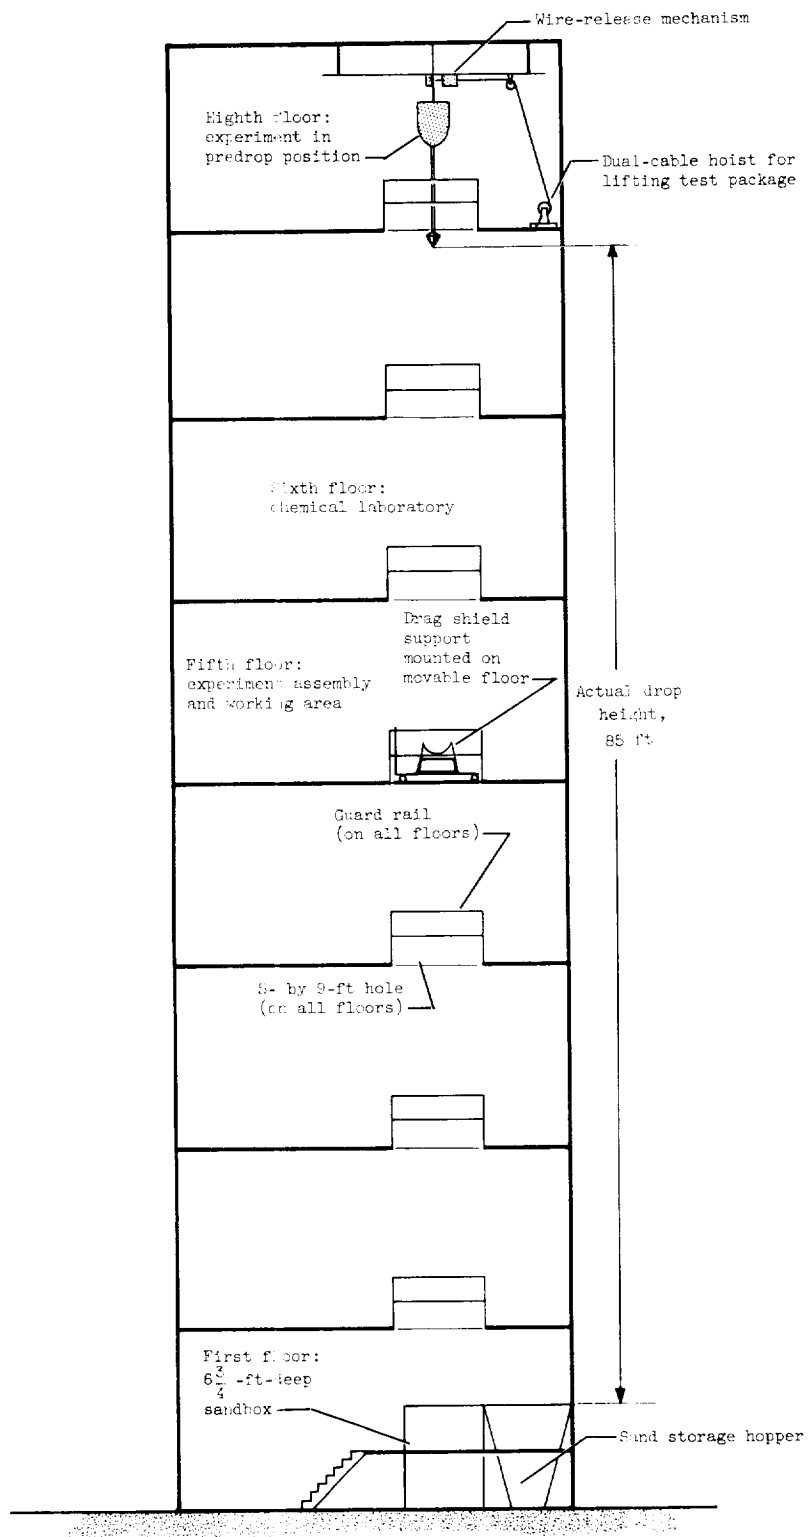 Wire-release mechanism
Eighth floor:
experiment in
predrop position
Dual-cable hoist for
lifting test package
Sixth floor:
chemical laboratory
Drag shield
support
mounted on
movable floor
Fifth floor:
experiment assembly
and working area
Actual drop
height,
85 ft
Guard rail
(on all floors)
5- by 9-ft hole
(on all floors)
First floor:
6 3/4 -ft-deep
sandbox
Sand storage hopper